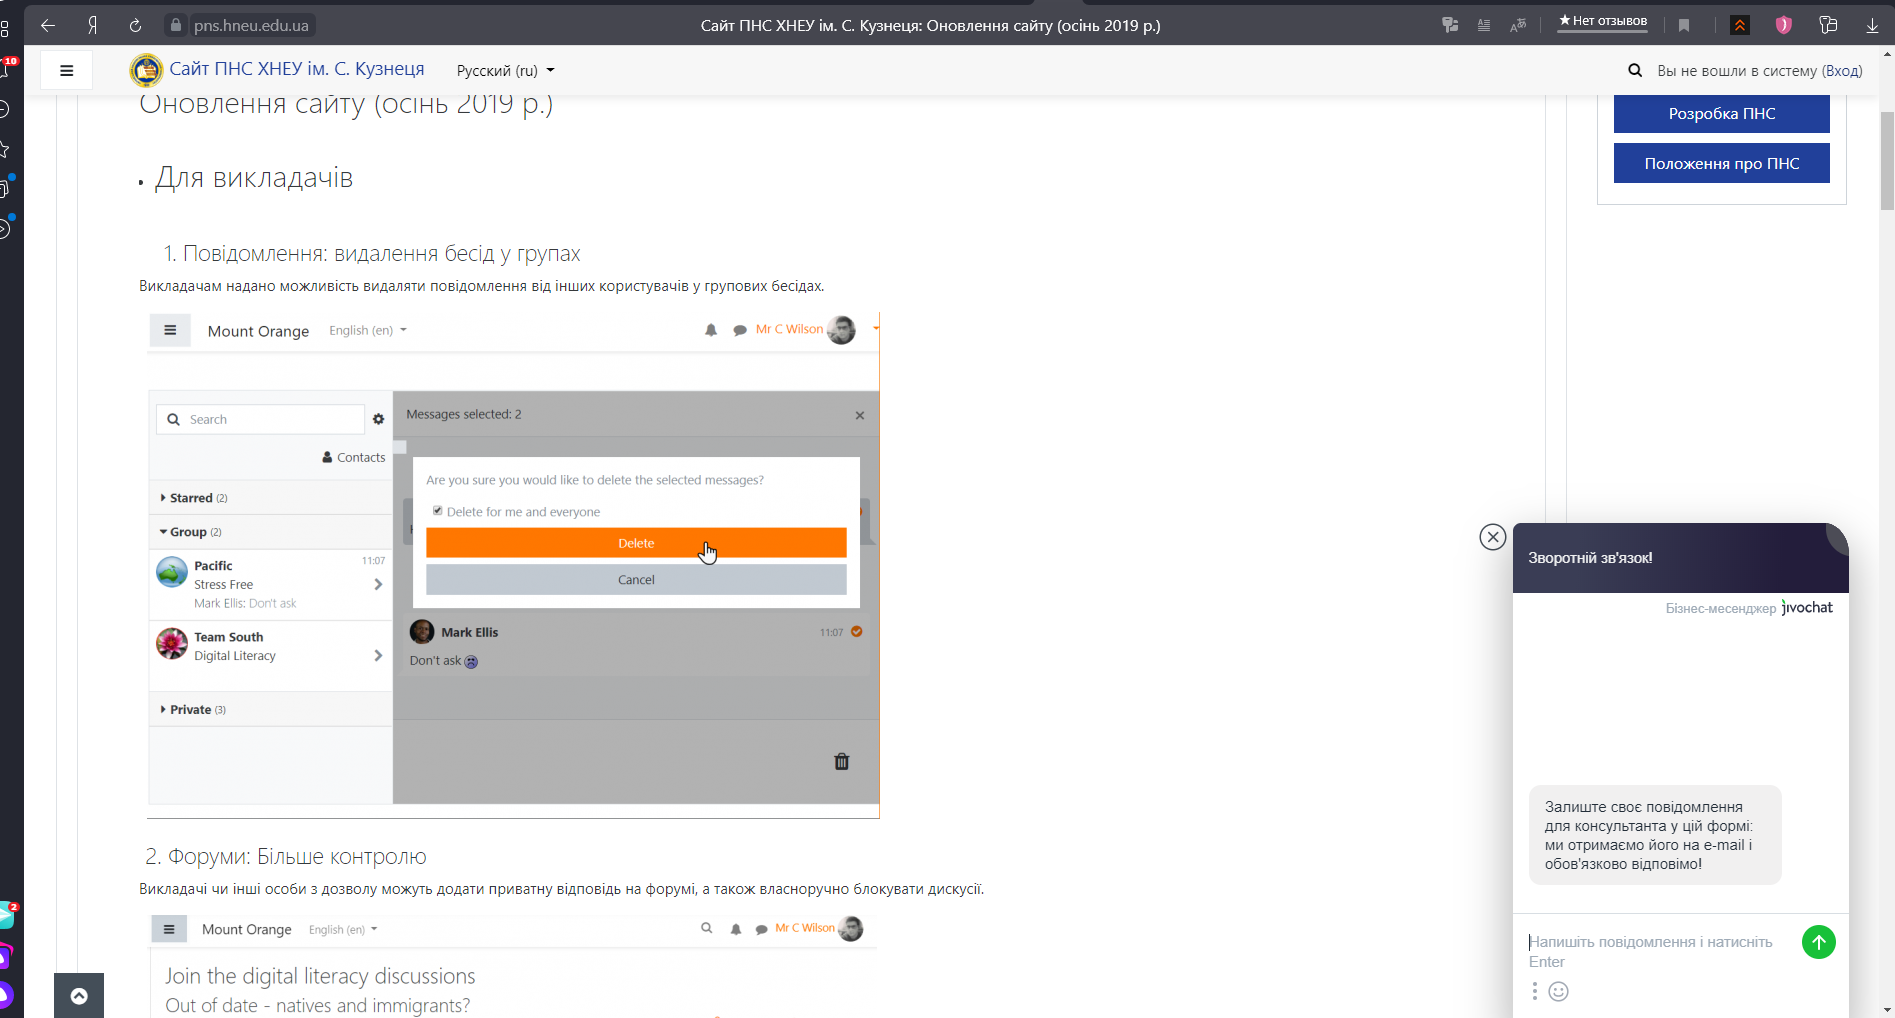 pns.hneu.edu.ua
Сайт ПНС ХНЕУ ім. С. Кузнеця: Оновлення сайту (осінь 2019 р.)
★Нет отзывов
10
Сайт ПНС ХНЕУ ім. С. Кузнеця
Русский (ru)
Вы не вошли в систему (Вход)
Оновлення сайту (осінь 2019 р.)
Розробка ПНС
Положення про ПНС
Для викладачів
1. Повідомлення: видалення бесід у групах
Викладачам надано можливість видаляти повідомлення від інших користувачів у групових бесідах.
Mount Orange
English (en)
Mr C Wilson
Search
Contacts
Starred (2)
Group (2)
Pacific
11:07
Stress Free
Mark Ellis: Don't ask
Team South
Digital Literacy
Private (3)
Messages selected: 2
Are you sure you would like to delete the selected messages?
Delete for me and everyone
Delete
Cancel
Mark Ellis
11:07
Don't ask
2. Форуми: Більше контролю
Викладачі чи інші особи з дозволу можуть додати приватну відповідь на форумі, а також власноручно блокувати дискусії.
Mount Orange
English (en)
Mr C Wilson
Join the digital literacy discussions
Out of date - natives and immigrants?
2
Зворотній зв'язок!
Бізнес-месенджер jivochat
Залиште своє повідомлення
для консультанта у цій формі:
ми отримаємо його на e-mail і
обов'язково відповімо!
Напишіть повідомлення і натисніть
Enter